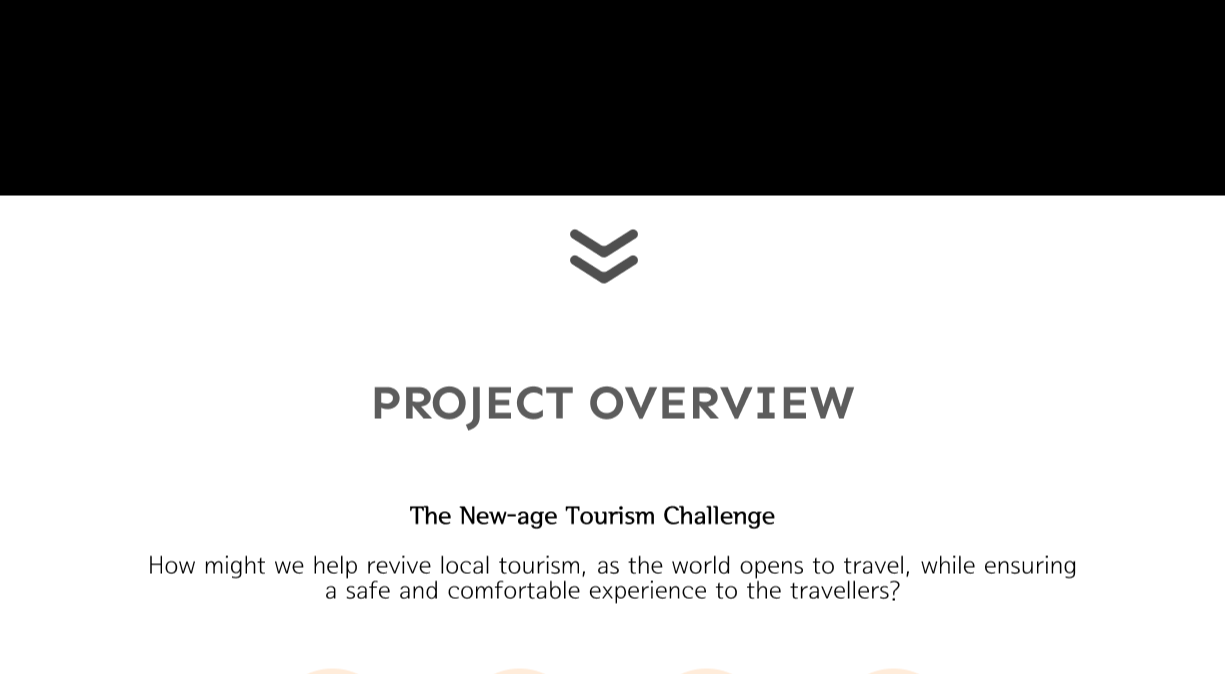 PROJECT OVERVIEW
The New-age Tourism Challenge
How might we help revive local tourism, as the world opens to travel, while ensuring
a safe and comfortable experience to the travellers?